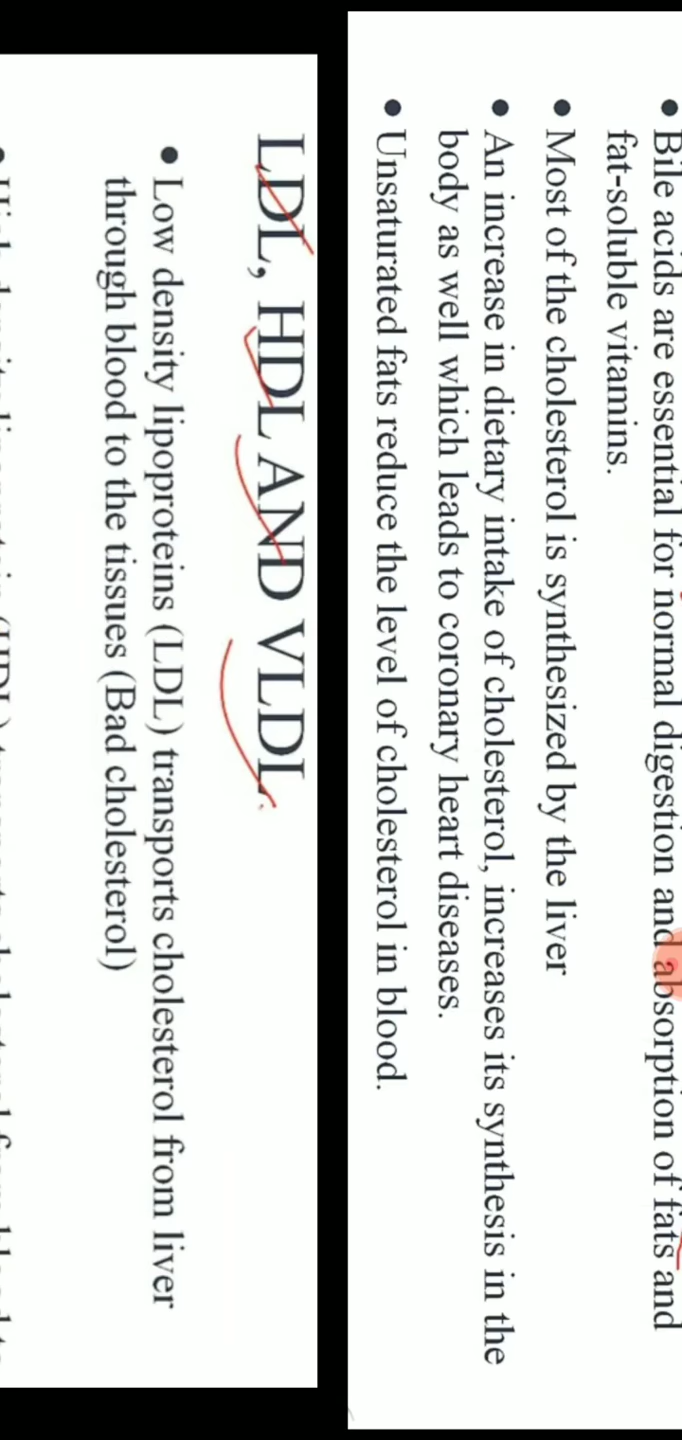 • Bile acids are essential for normal digestion and absorption of fats and
fat-soluble vitamins.
• Most of the cholesterol is synthesized by the liver
• An increase in dietary intake of cholesterol, increases its synthesis in the
body as well which leads to coronary heart diseases.
• Unsaturated fats reduce the level of cholesterol in blood.
LDL, HDL AND VLDL
• Low density lipoproteins (LDL) transports cholesterol from liver
through blood to the tissues (Bad cholesterol)